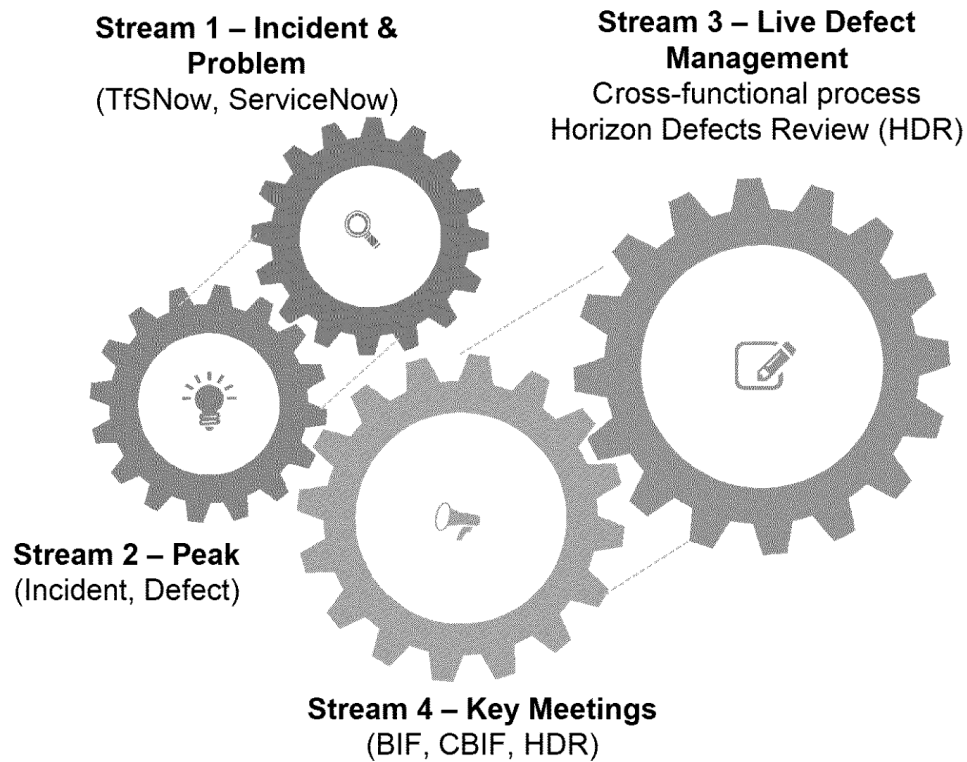 Stream 1 – Incident &
Problem
(TfSNow, ServiceNow)
Stream 3 – Live Defect
Management
Cross-functional process
Horizon Defects Review (HDR)
Stream 2 – Peak
(Incident, Defect)
Stream 4 – Key Meetings
(BIF, CBIF, HDR)